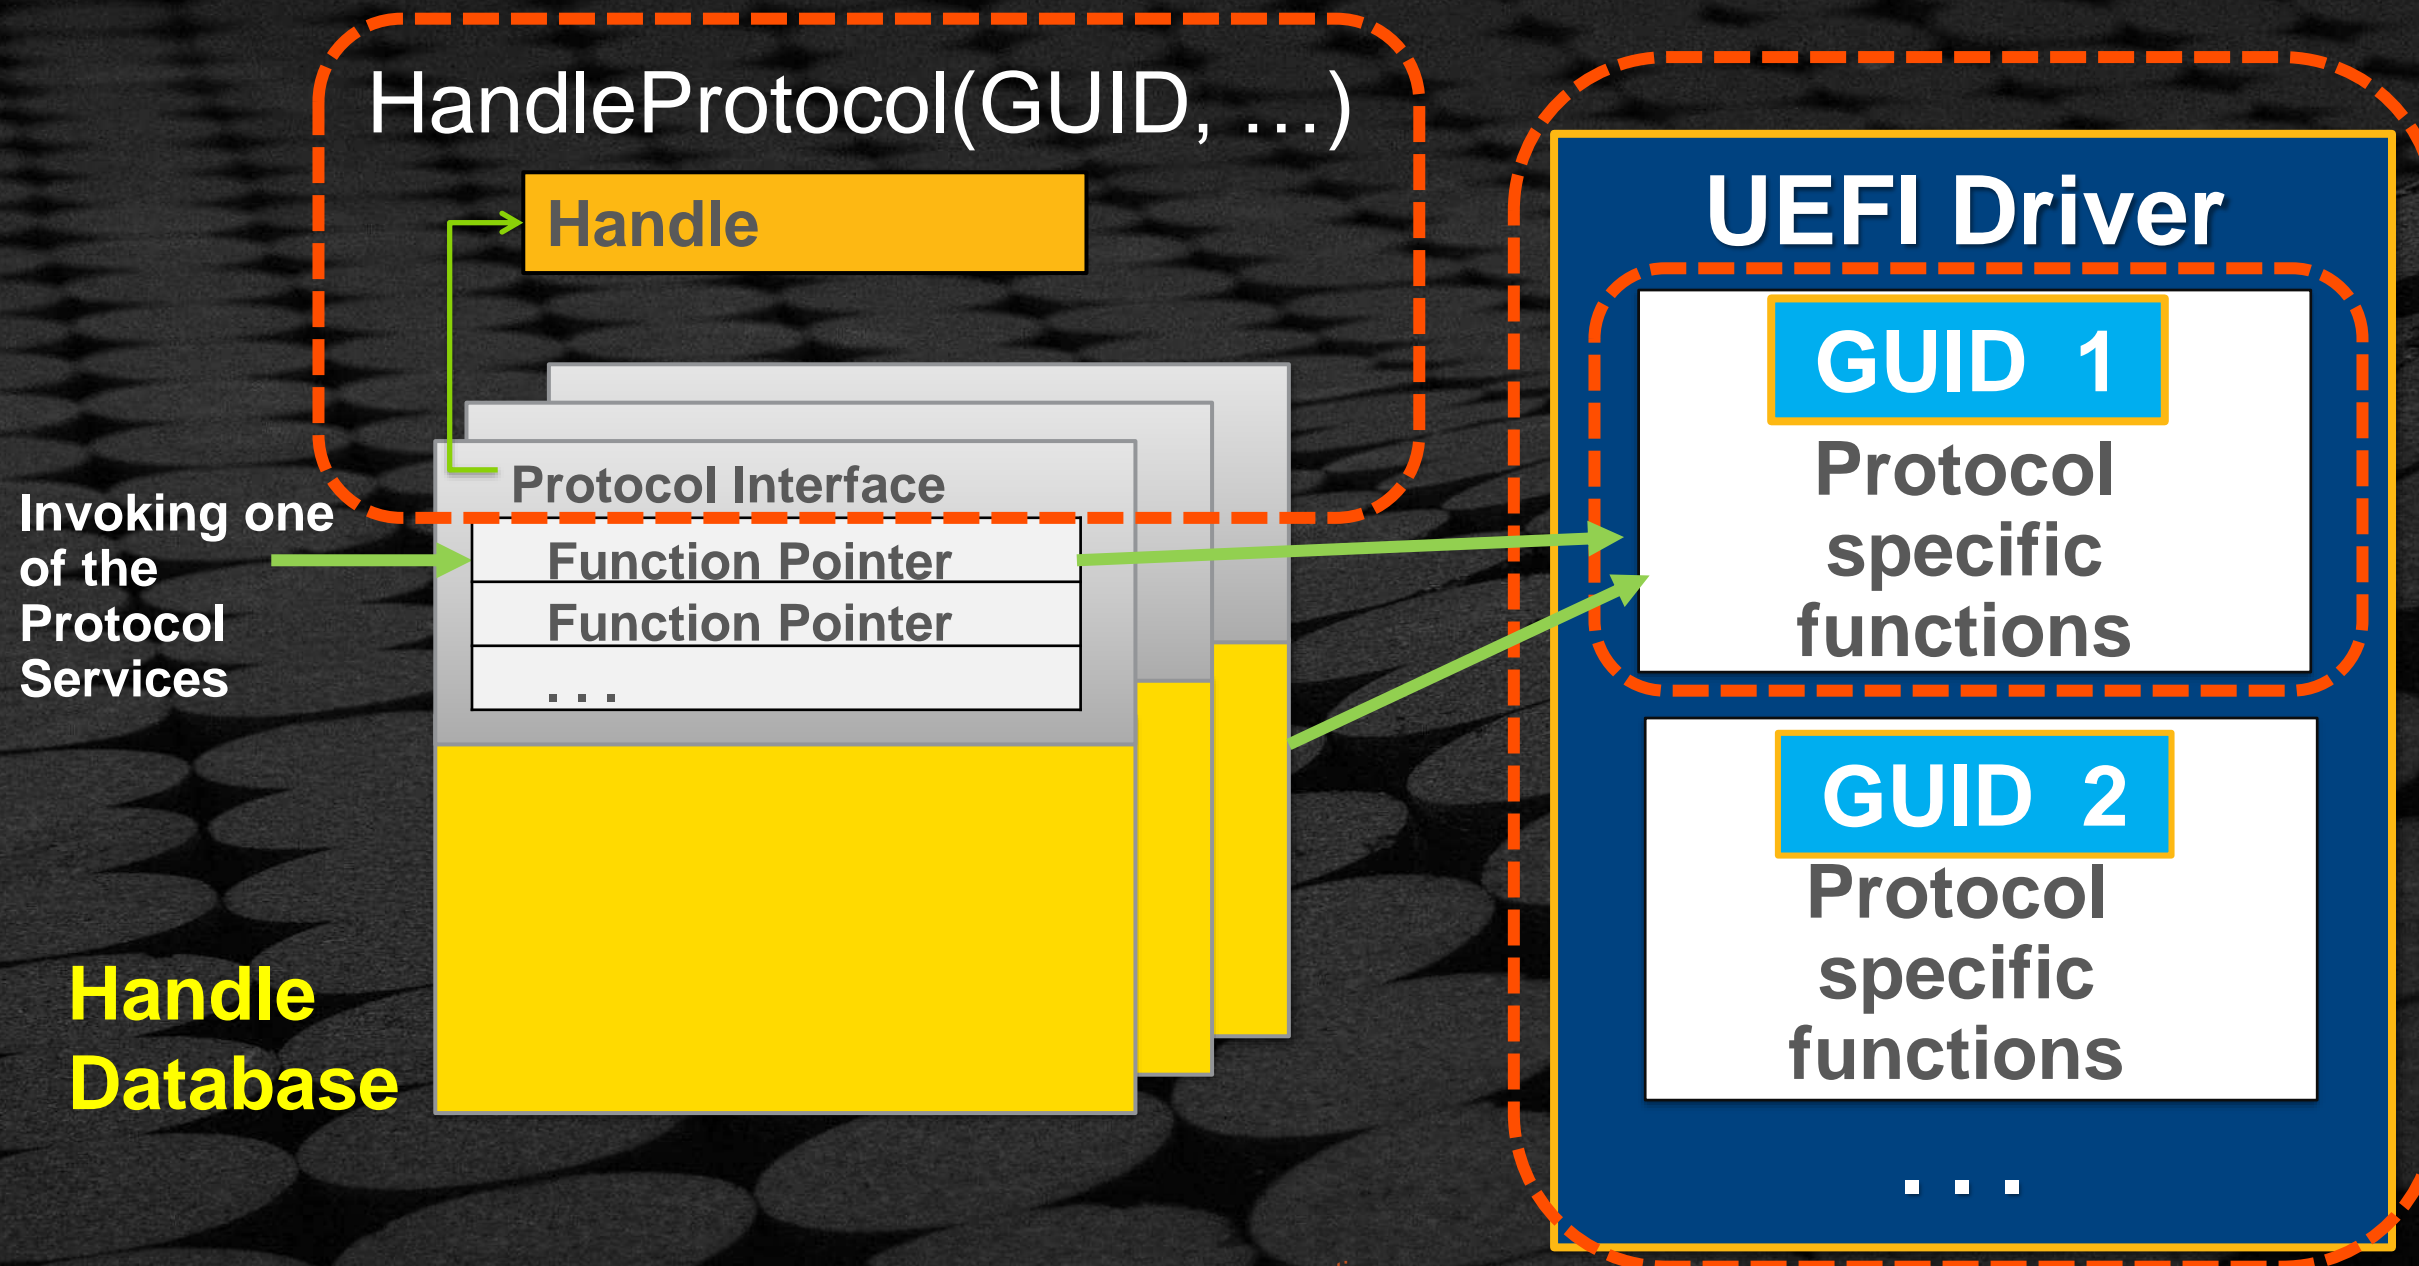 HandleProtocol(GUID, …)
Handle
Protocol Interface
Function Pointer
Function Pointer
. . .
Invoking one
of the
Protocol
Services
Handle
Database
UEFI Driver
GUID 1
Protocol
specific
functions
GUID 2
Protocol
specific
functions
. . .